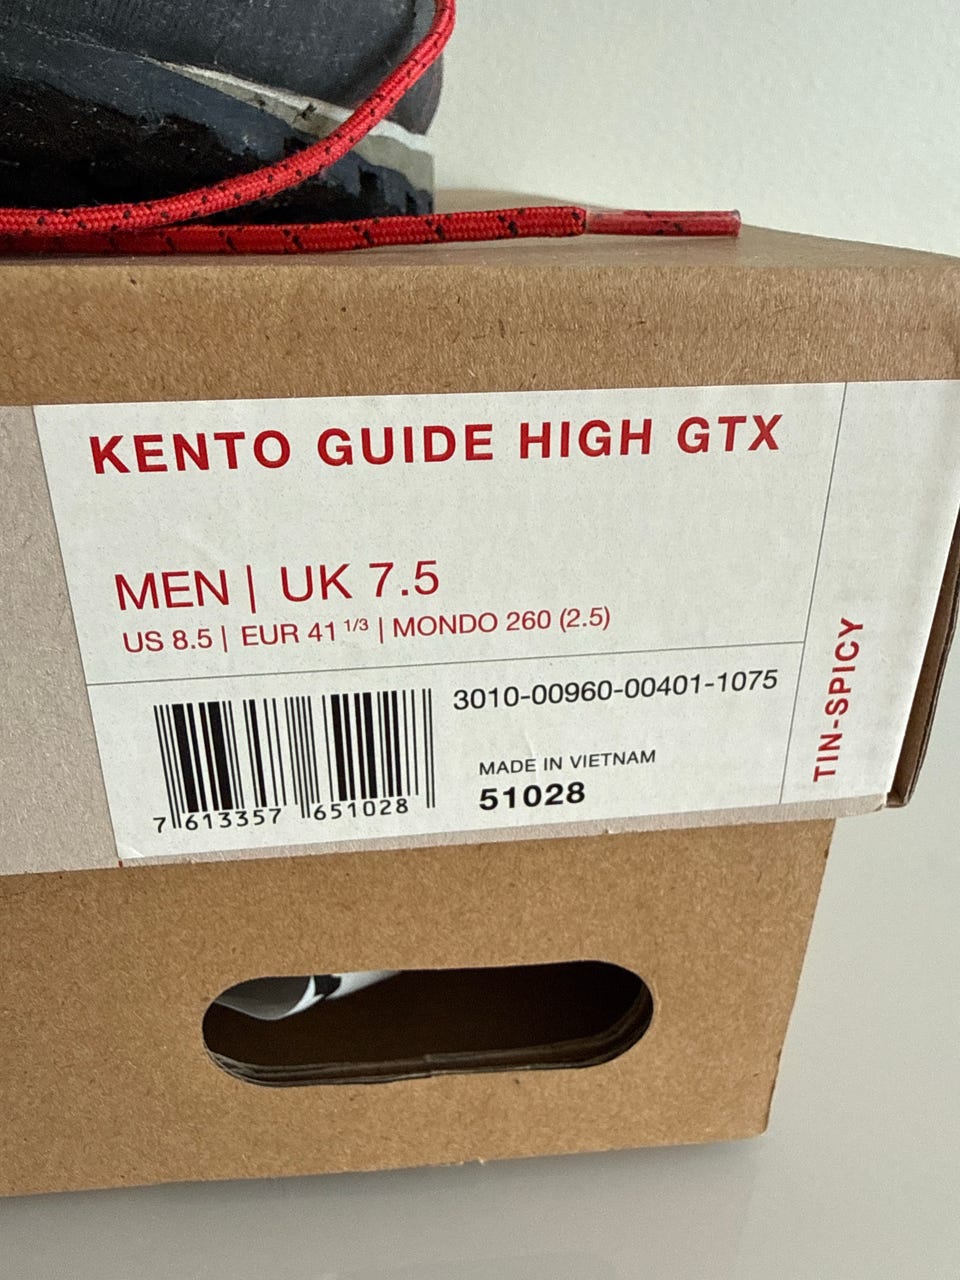 KENTO GUIDE HIGH GTX
MEN | UK 7.5
US 8.5 | EUR 41 1/3 | MONDO 260 (2.5)
3010-00960-00401-1075
MADE IN VIETNAM
51028
7 613357 651028
TIN-SPICY